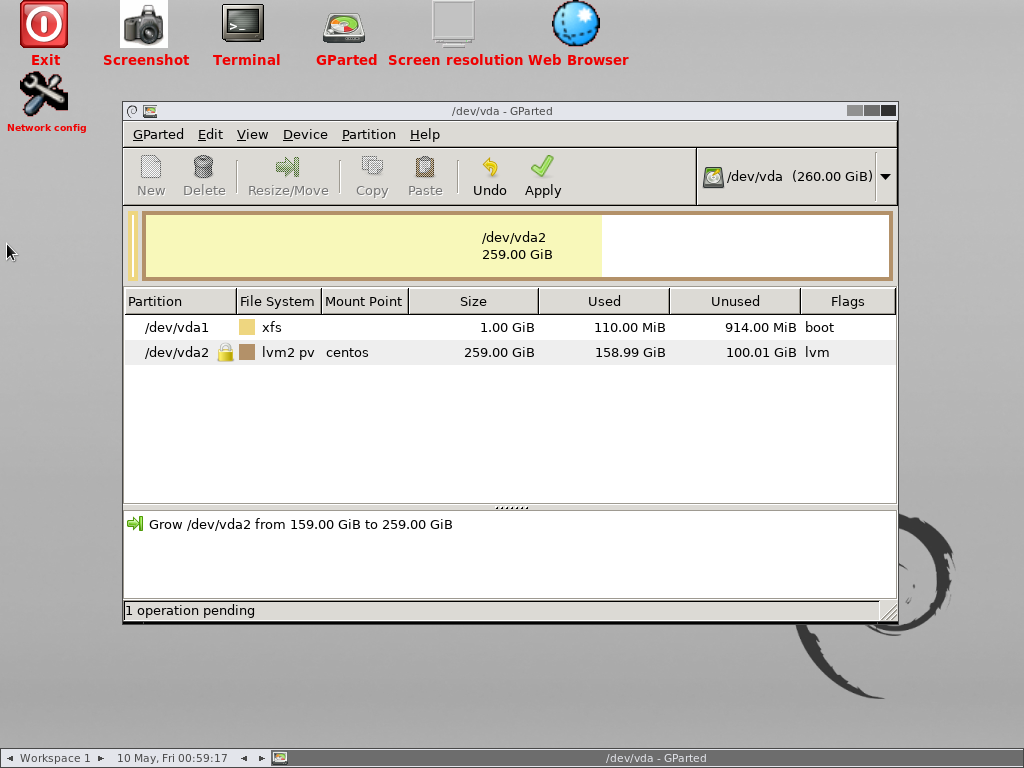 Exit
Screenshot
Terminal
GParted
Screen resolution
Web Browser
Network config
/dev/vda - GParted
GParted Edit View Device Partition Help
New Delete Resize/Move Copy Paste Undo Apply
/dev/vda (260.00 GiB)
/dev/vda2
259.00 GiB
Partition File System Mount Point Size Used Unused Flags
/dev/vda1 xfs 1.00 GiB 110.00 MiB 914.00 MiB boot
/dev/vda2 lvm2 pv centos 259.00 GiB 158.99 GiB 100.01 GiB lvm
Grow /dev/vda2 from 159.00 GiB to 259.00 GiB
1 operation pending
Workspace 1 10 May, Fri 00:59:17 /dev/vda - GParted